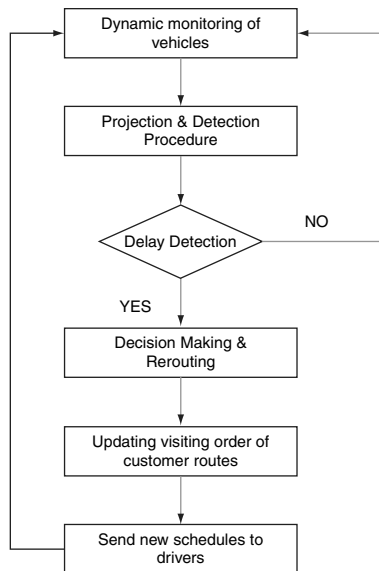 Dynamic monitoring of
vehicles
Projection & Detection
Procedure
Delay Detection
NO
YES
Decision Making &
Rerouting
Updating visiting order of
customer routes
Send new schedules to
drivers